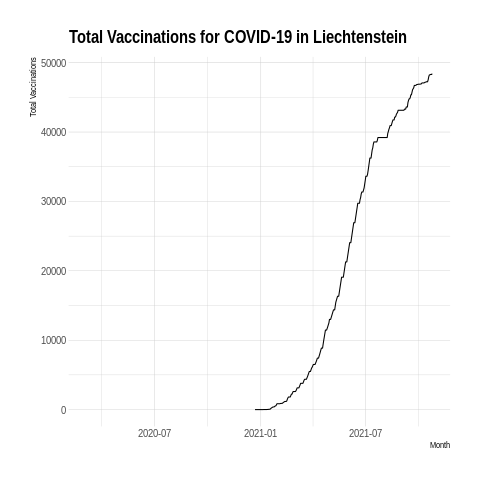 Total Vaccinations for COVID-19 in Liechtenstein
Total Vaccinations
50000
40000
30000
20000
10000
0
2020-07 2021-01 2021-07
Month